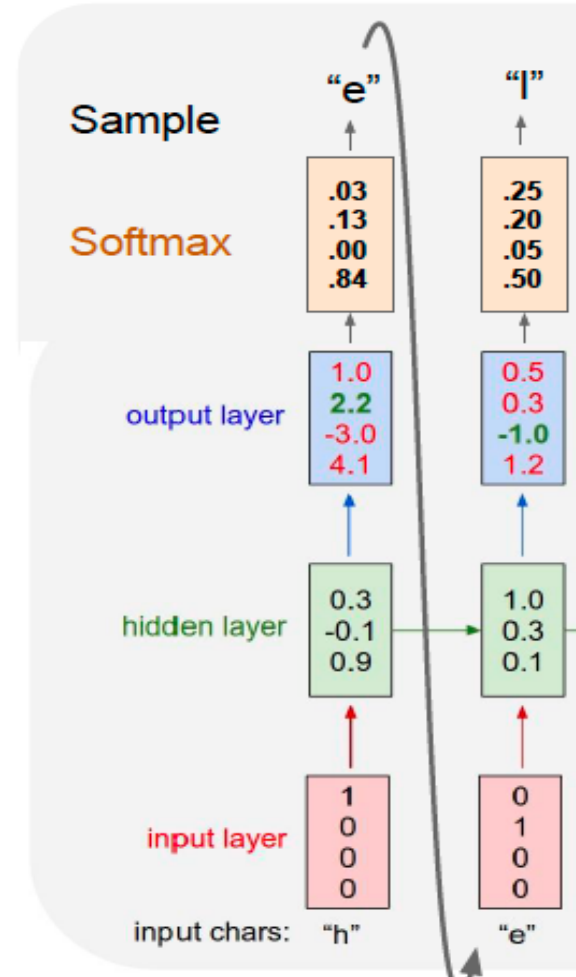 "e" "l"
Sample
.03 .25
.13 .20
Softmax .00 .05
.84 .50
1.0 0.5
output layer 2.2 0.3
-3.0 -1.0
4.1 1.2
0.3 1.0
hidden layer -0.1 0.3
0.9 0.1
1 0
input layer 0 1
0 0
0 0
input chars: "h" "e"